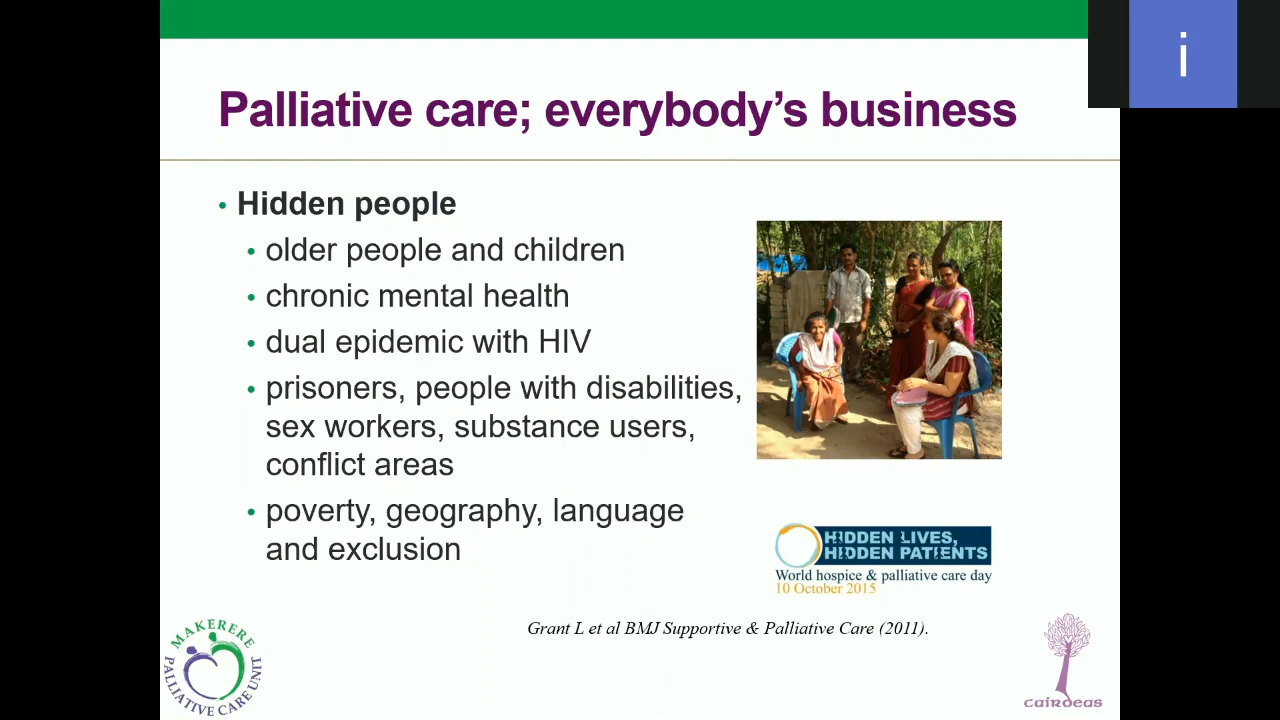 i
Palliative care; everybody’s business
Hidden people
older people and children
chronic mental health
dual epidemic with HIV
prisoners, people with disabilities,
sex workers, substance users,
conflict areas
poverty, geography, language
and exclusion
HIDDEN LIVES,
HIDDEN PATIENTS
World hospice & palliative care day
10 October 2015
Grant L et al BMJ Supportive & Palliative Care (2011).
MAKERERE
PALLIATIVE CARE UNIT
cairdeas